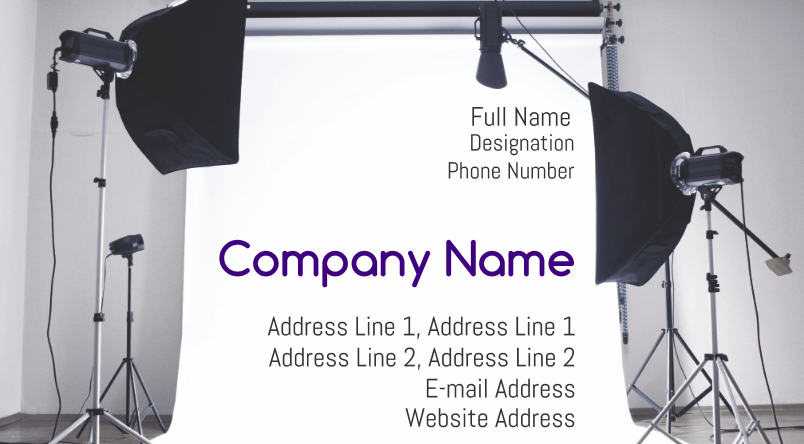 Full Name
Designation
Phone Number
Company Name
Address Line 1, Address Line 1
Address Line 2, Address Line 2
E-mail Address
Website Address